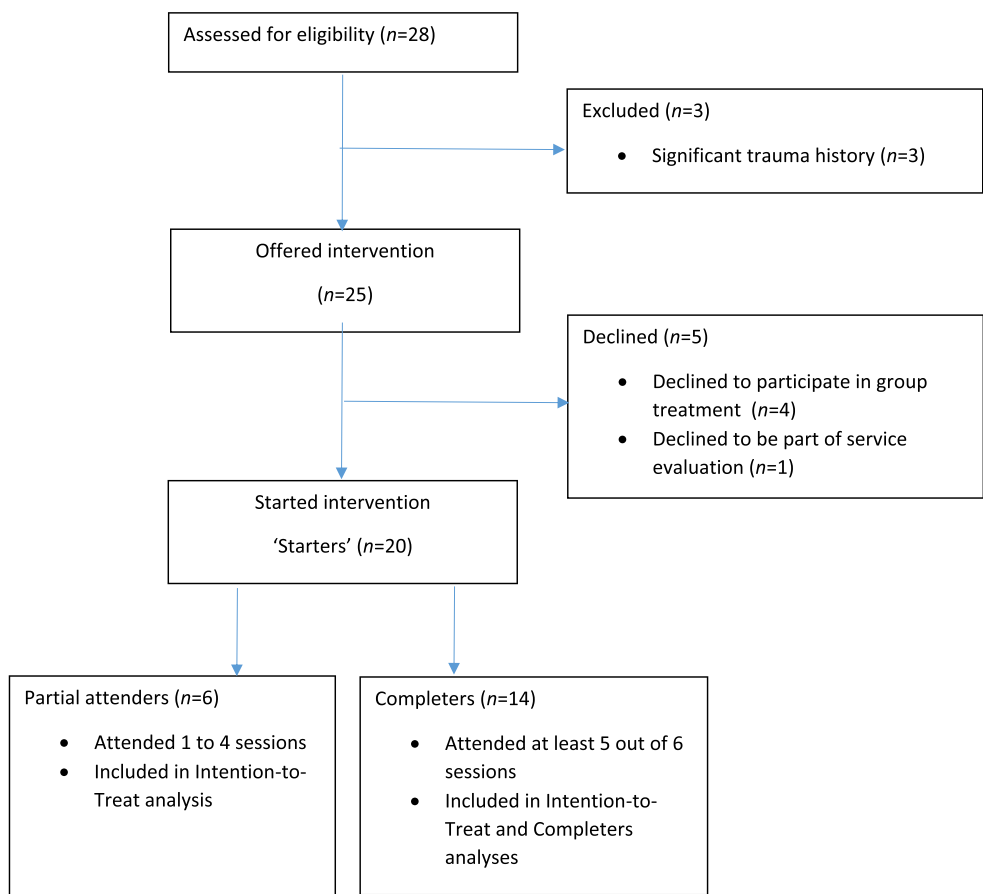 Assessed for eligibility (n=28)
Excluded (n=3)
• Significant trauma history (n=3)
Offered intervention
(n=25)
Declined (n=5)
• Declined to participate in group
treatment (n=4)
• Declined to be part of service
evaluation (n=1)
Started intervention
‘Starters’ (n=20)
Partial attenders (n=6)
• Attended 1 to 4 sessions
• Included in Intention-to-
Treat analysis
Completers (n=14)
• Attended at least 5 out of 6
sessions
• Included in Intention-to-
Treat and Completers
analyses